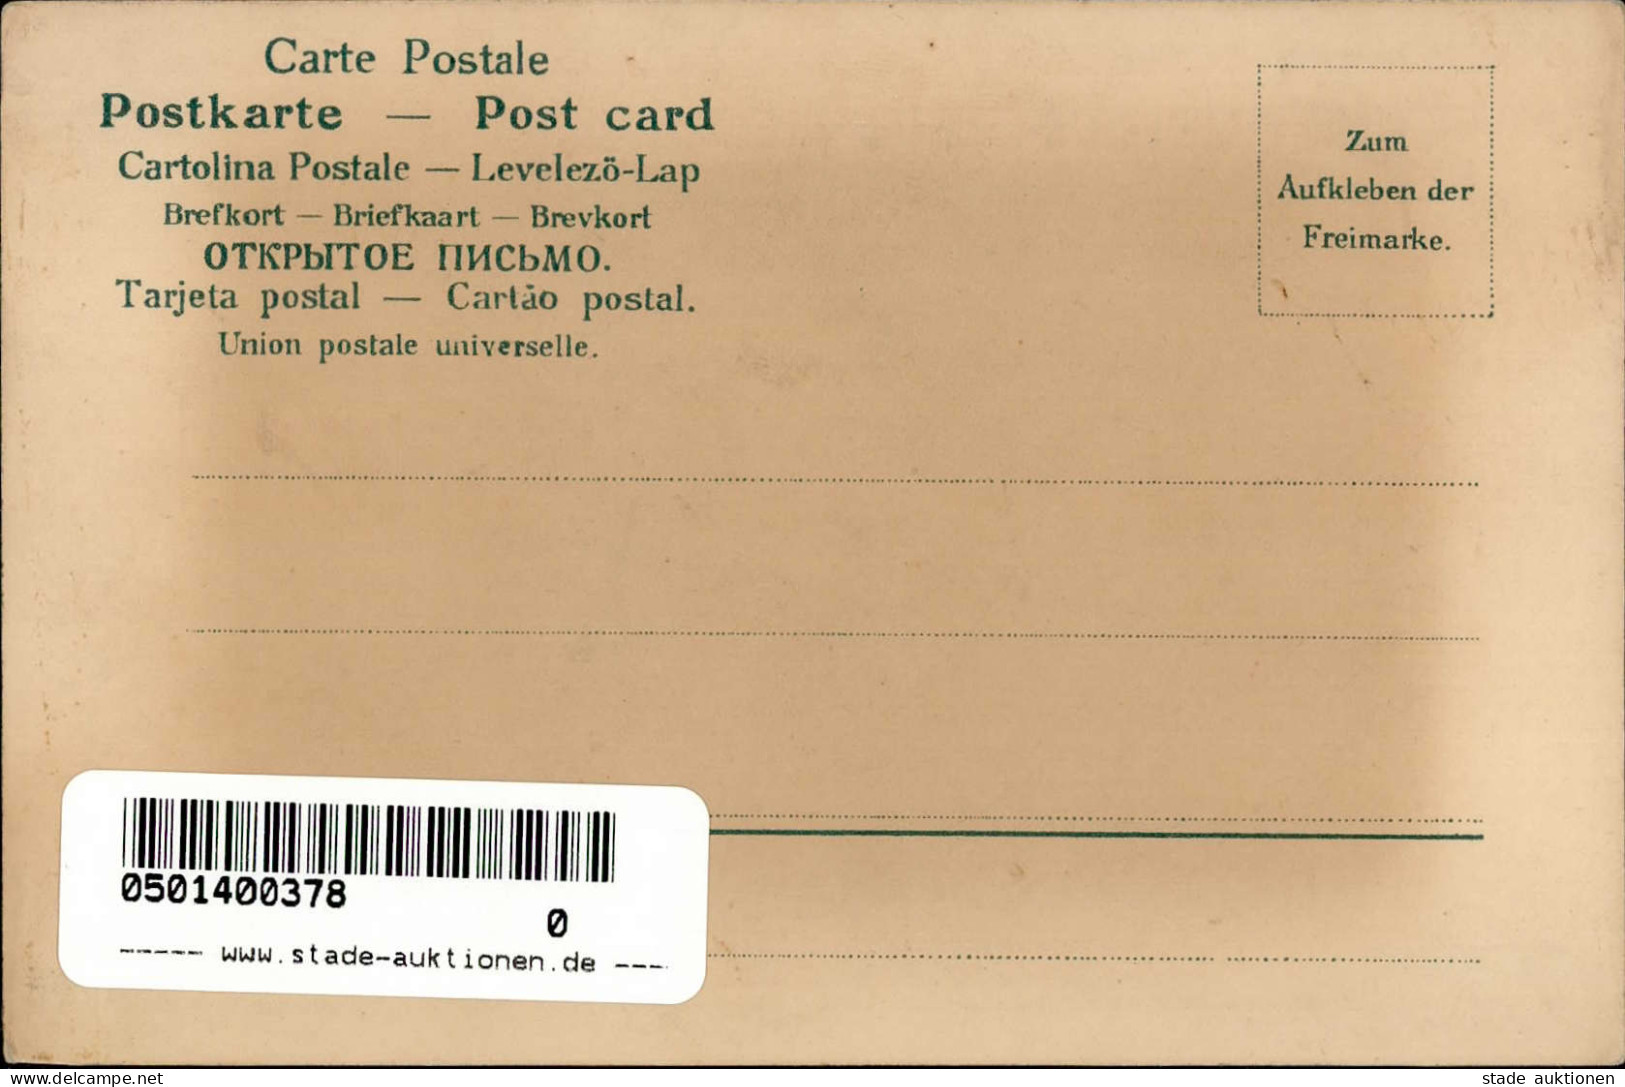 Carte Postale
Postkarte — Post card
Cartolina Postale — Levelezö-Lap
Brefkort — Briefkaart — Brevkort
ОТКРЫТОЕ ПИСЬМО.
Tarjeta postal — Cartão postal.
Union postale universelle.
Zum
Aufkleben der
Freimarke.
0501400378
0
----- www.stade-auktionen.de ---
www.delcampe.net
stade auktionen